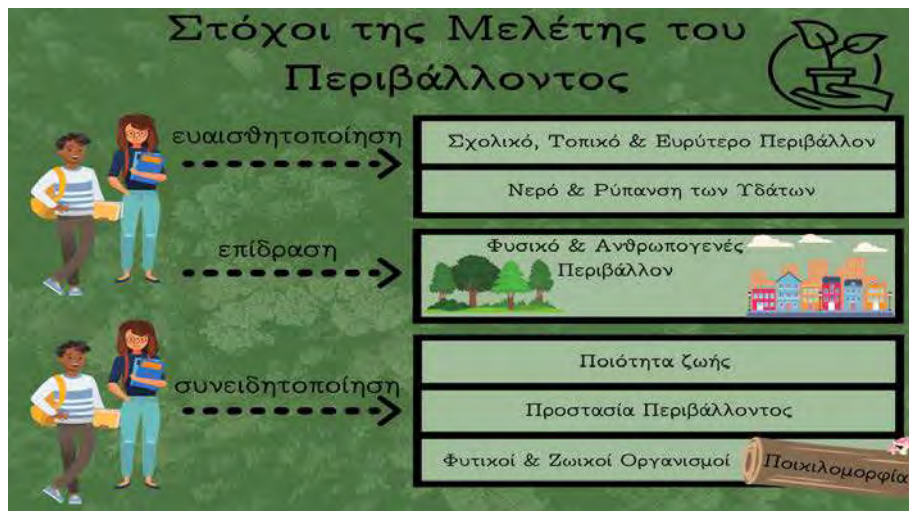 Στόχοι της Μελέτης του
Περιβάλλοντος
ευαισθητοποίηση
Σχολικό, Τοπικό & Ευρύτερο Περιβάλλον
Νερό & Ρύπανση των Υδάτων
επίδραση
Φυσικό & Ανθρωπογενές
Περιβάλλον
συνειδητοποίηση
Ποιότητα ζωής
Προστασία Περιβάλλοντος
Φυτικοί & Ζωικοί Οργανισμοί
Ποικιλομορφία